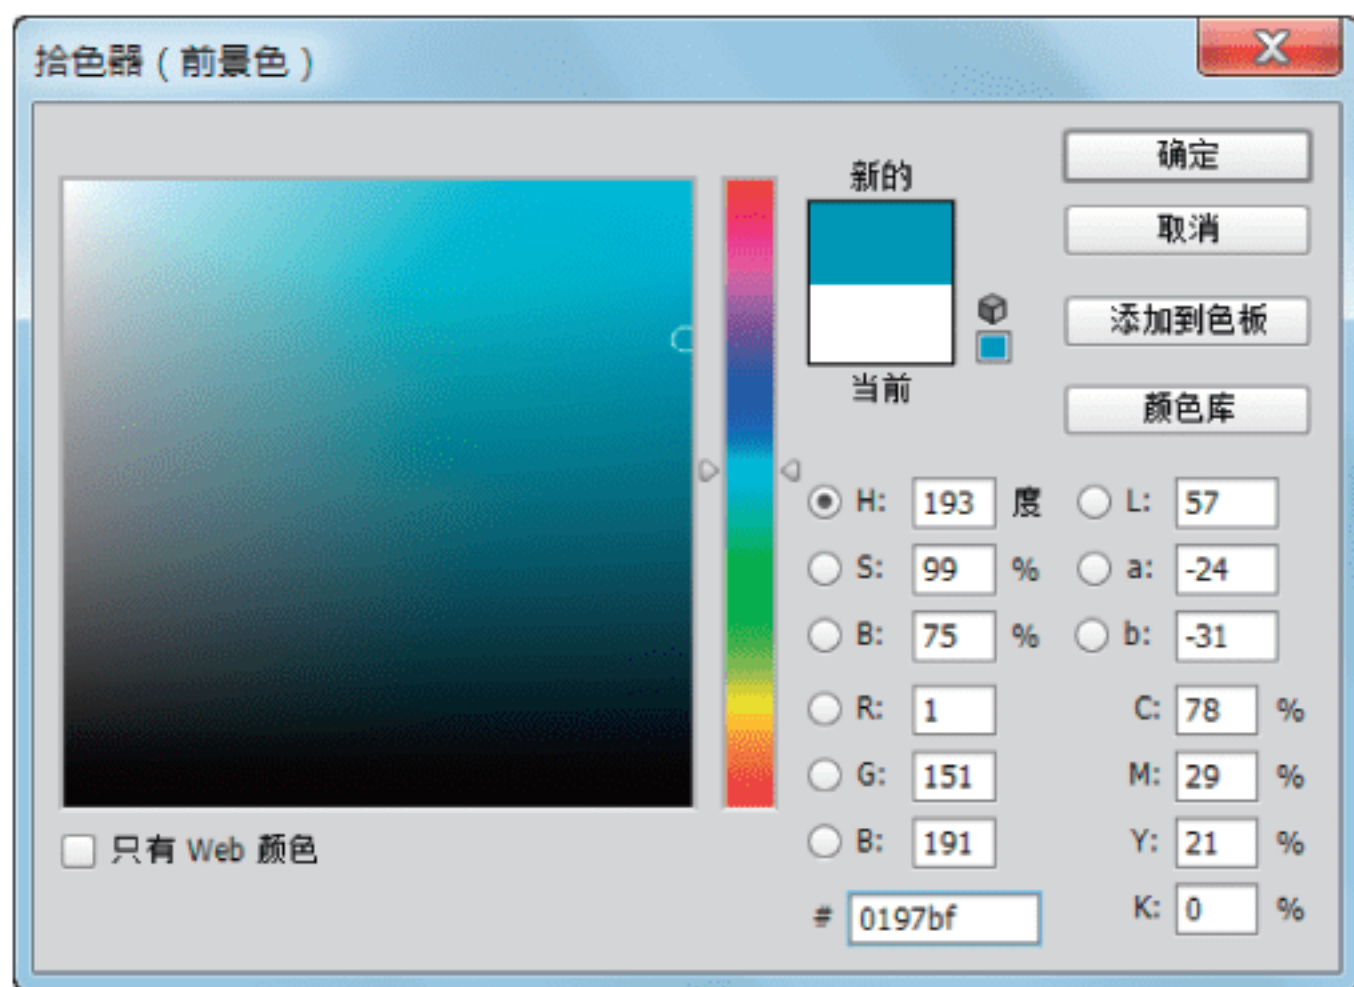 拾色器（前景色）
新的
当前
确定
取消
添加到色板
颜色库
H: 193 度 L: 57
S: 99 % a: -24
B: 75 % b: -31
R: 1 C: 78 %
G: 151 M: 29 %
B: 191 Y: 21 %
# 0197bf K: 0 %
只有 Web 颜色